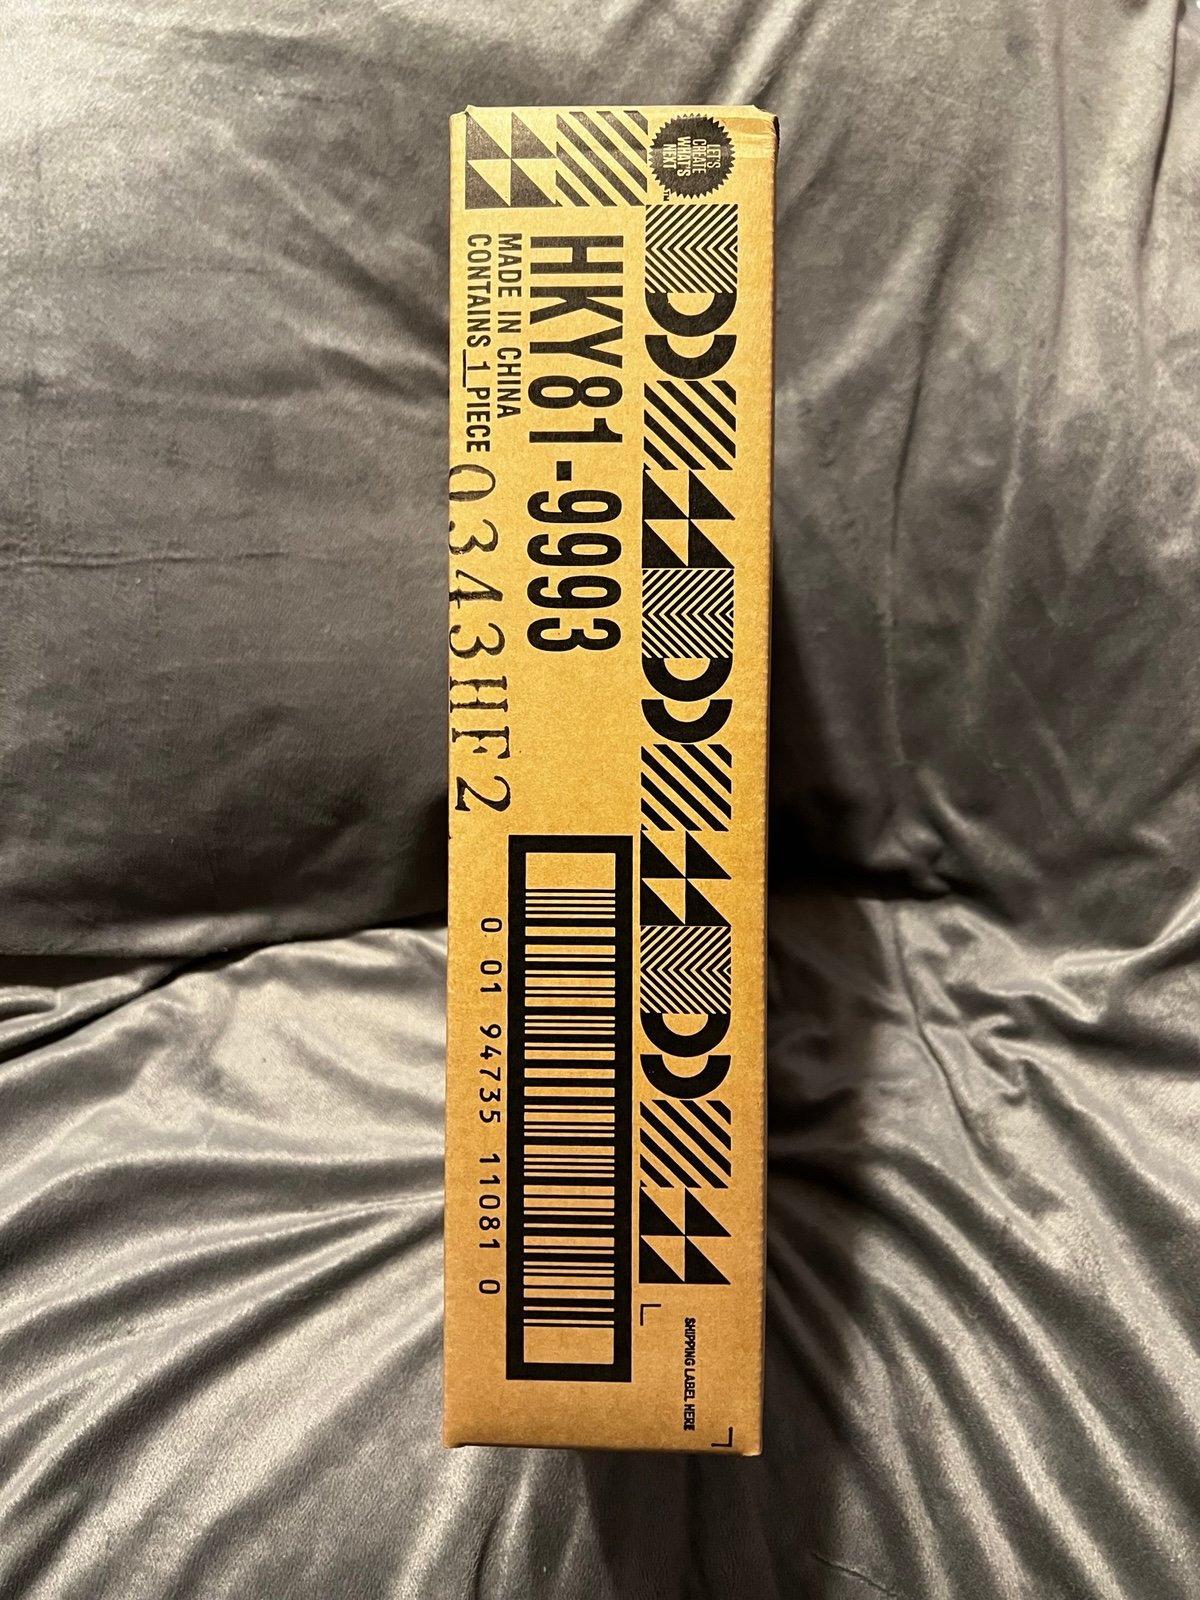 LET'S
CREATE
WHAT'S
NEXT
TM
HKY81-9993
MADE IN CHINA
CONTAINS 1 PIECE
0343HF2
0 01 94735 11081 0
SHIPPING LABEL HERE